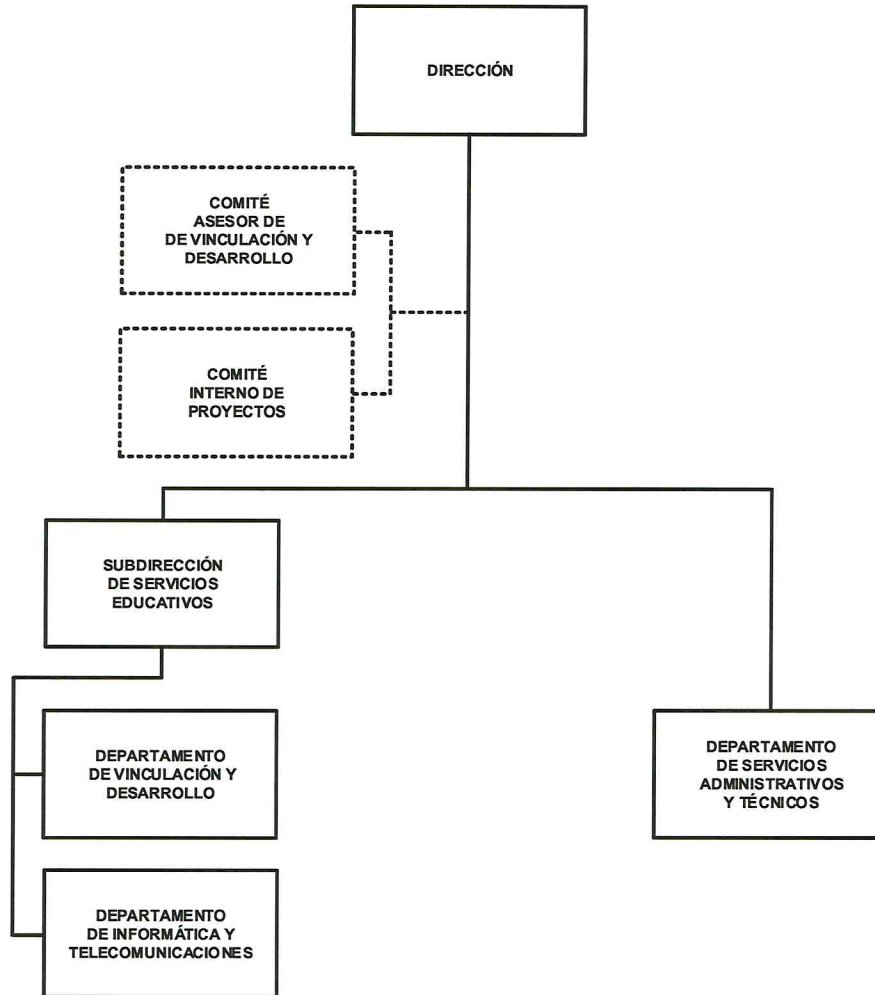 DIRECCIÓN
COMITÉ
ASESOR DE
DE VINCULACIÓN Y
DESARROLLO
COMITÉ
INTERNO DE
PROYECTOS
SUBDIRECCIÓN
DE SERVICIOS
EDUCATIVOS
DEPARTAMENTO
DE VINCULACIÓN Y
DESARROLLO
DEPARTAMENTO
DE SERVICIOS
ADMINISTRATIVOS
Y TÉCNICOS
DEPARTAMENTO
DE INFORMÁTICA Y
TELECOMUNICACIONES